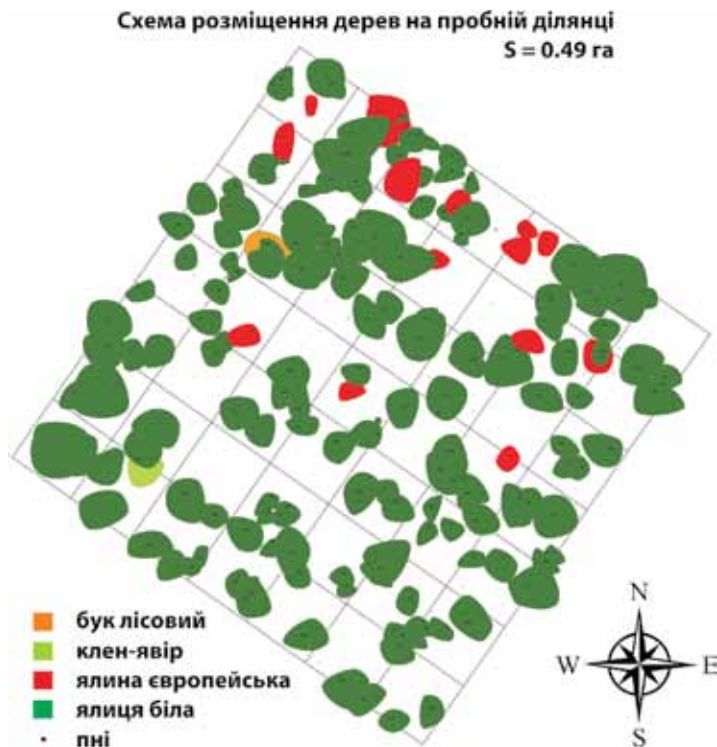 Схема розміщення дерев на пробній ділянці
S = 0.49 га
N
W
E
S
бук лісовий
клен-явір
ялина європейська
ялиця біла
пні